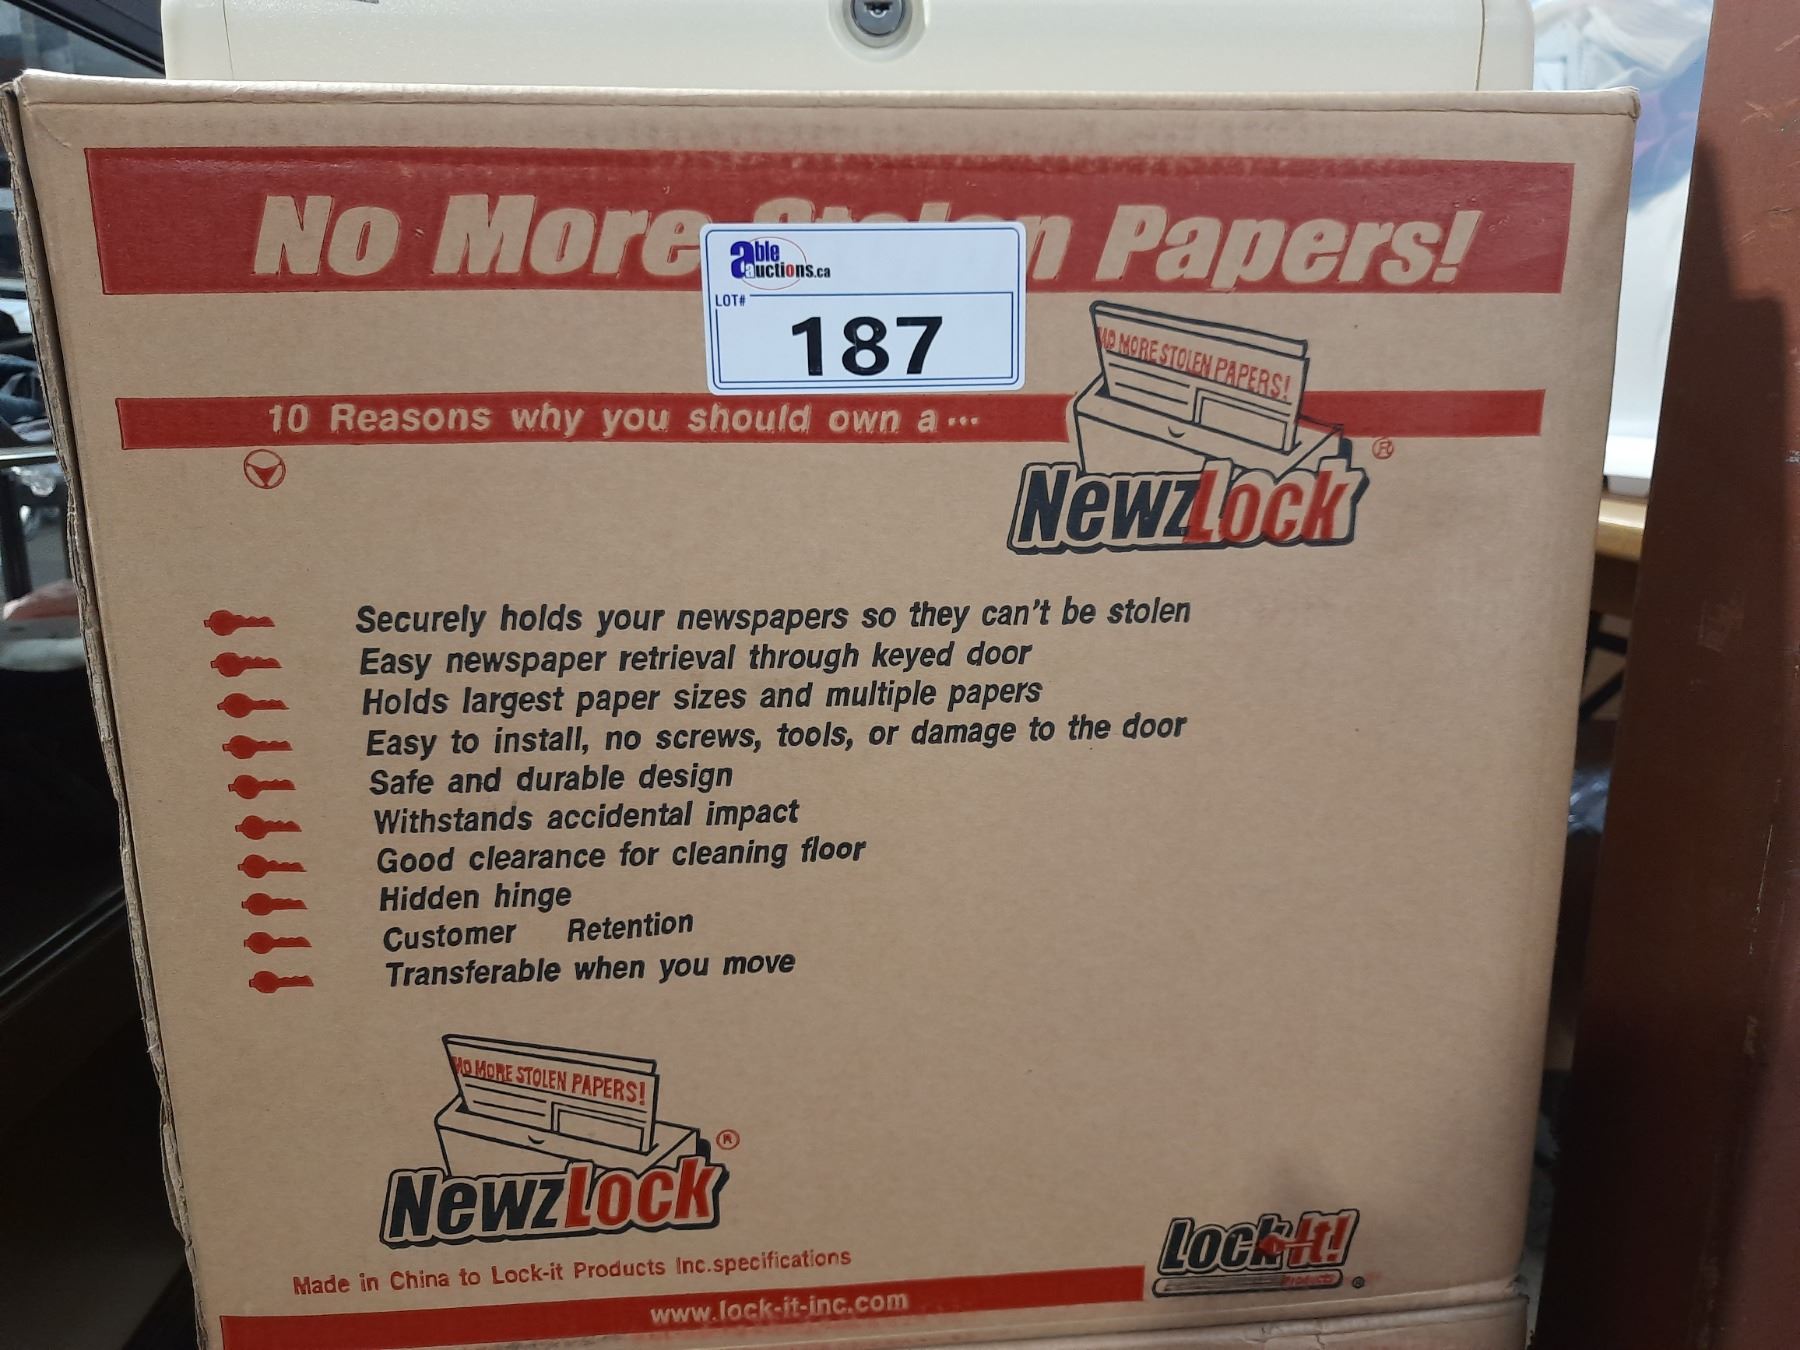 No More Stolen Papers!
able auctions.ca
LOT#
187
NO MORE STOLEN PAPERS!
10 Reasons why you should own a ...
NewzLock ®
Securely holds your newspapers so they can't be stolen
Easy newspaper retrieval through keyed door
Holds largest paper sizes and multiple papers
Easy to install, no screws, tools, or damage to the door
Safe and durable design
Withstands accidental impact
Good clearance for cleaning floor
Hidden hinge
Customer Retention
Transferable when you move
NO MORE STOLEN PAPERS!
NewzLock ®
Lock-It!
Products ®
Made in China to Lock-it Products Inc.specifications
www.lock-it-inc.com